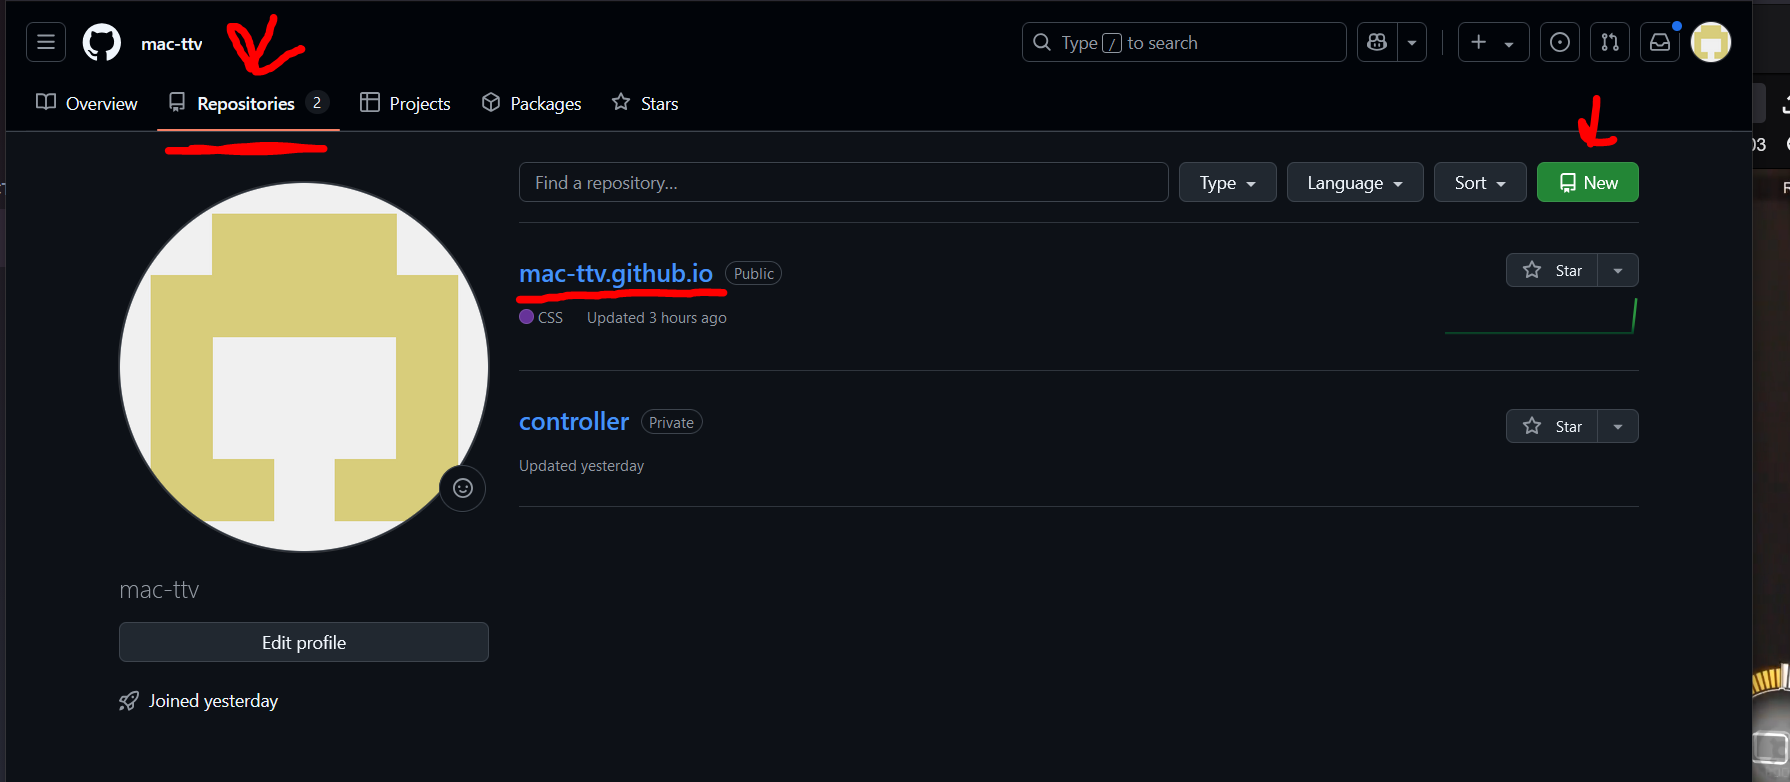 mac-ttv
Type / to search
Overview
Repositories 2
Projects
Packages
Stars
03
Find a repository...
Type
Language
Sort
New
mac-ttv.github.io Public
Star
CSS Updated 3 hours ago
controller Private
Star
Updated yesterday
mac-ttv
Edit profile
Joined yesterday